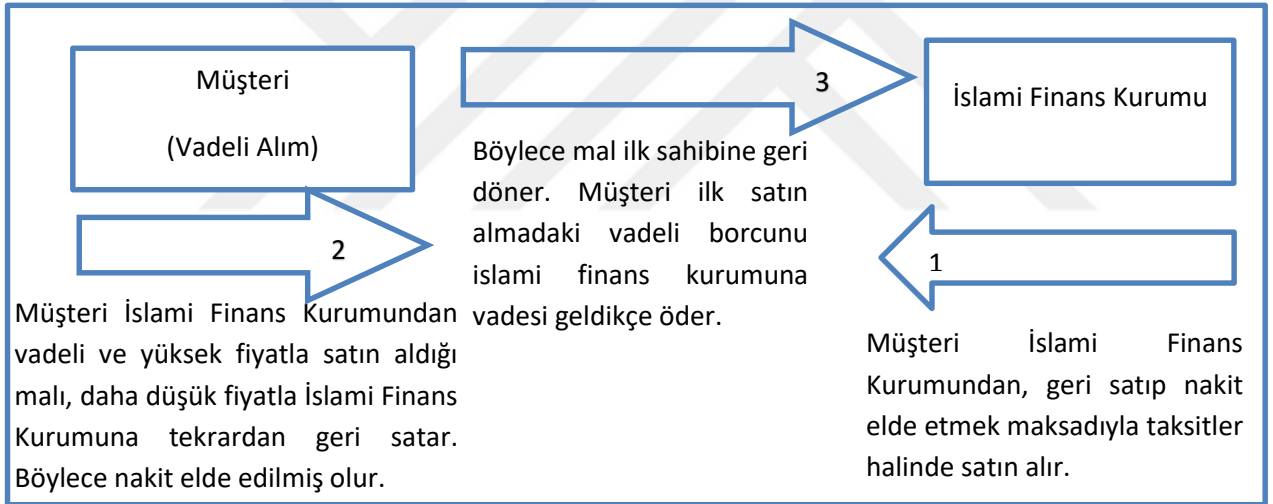 Müşteri
(Vadeli Alım)
3
İslami Finans Kurumu
Böylece mal ilk sahibine geri
döner. Müşteri ilk satın
almadaki vadeli borcunu
islami finans kurumuna
vadesi geldikçe öder.
2
Müşteri İslami Finans Kurumundan
vadeli ve yüksek fiyatla satın aldığı
malı, daha düşük fiyatla İslami Finans
Kurumuna tekrardan geri satar.
Böylece nakit elde edilmiş olur.
1
Müşteri İslami Finans
Kurumundan, geri satıp nakit
elde etmek maksadıyla taksitler
halinde satın alır.